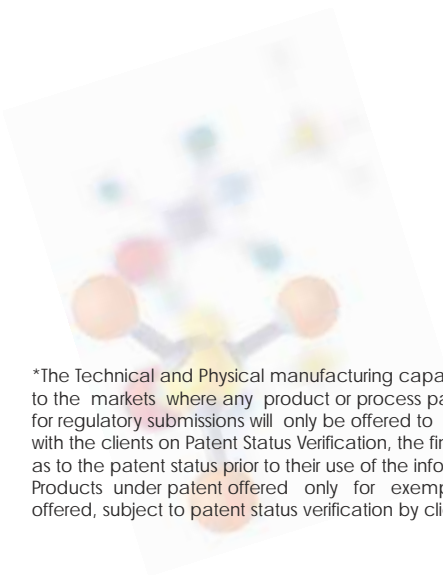 *The Technical and Physical manufacturing capa
to the markets where any product or process pa
for regulatory submissions will only be offered to
with the clients on Patent Status Verification, the fir
as to the patent status prior to their use of the info
Products under patent offered only for exemp
offered, subject to patent status verification by clie